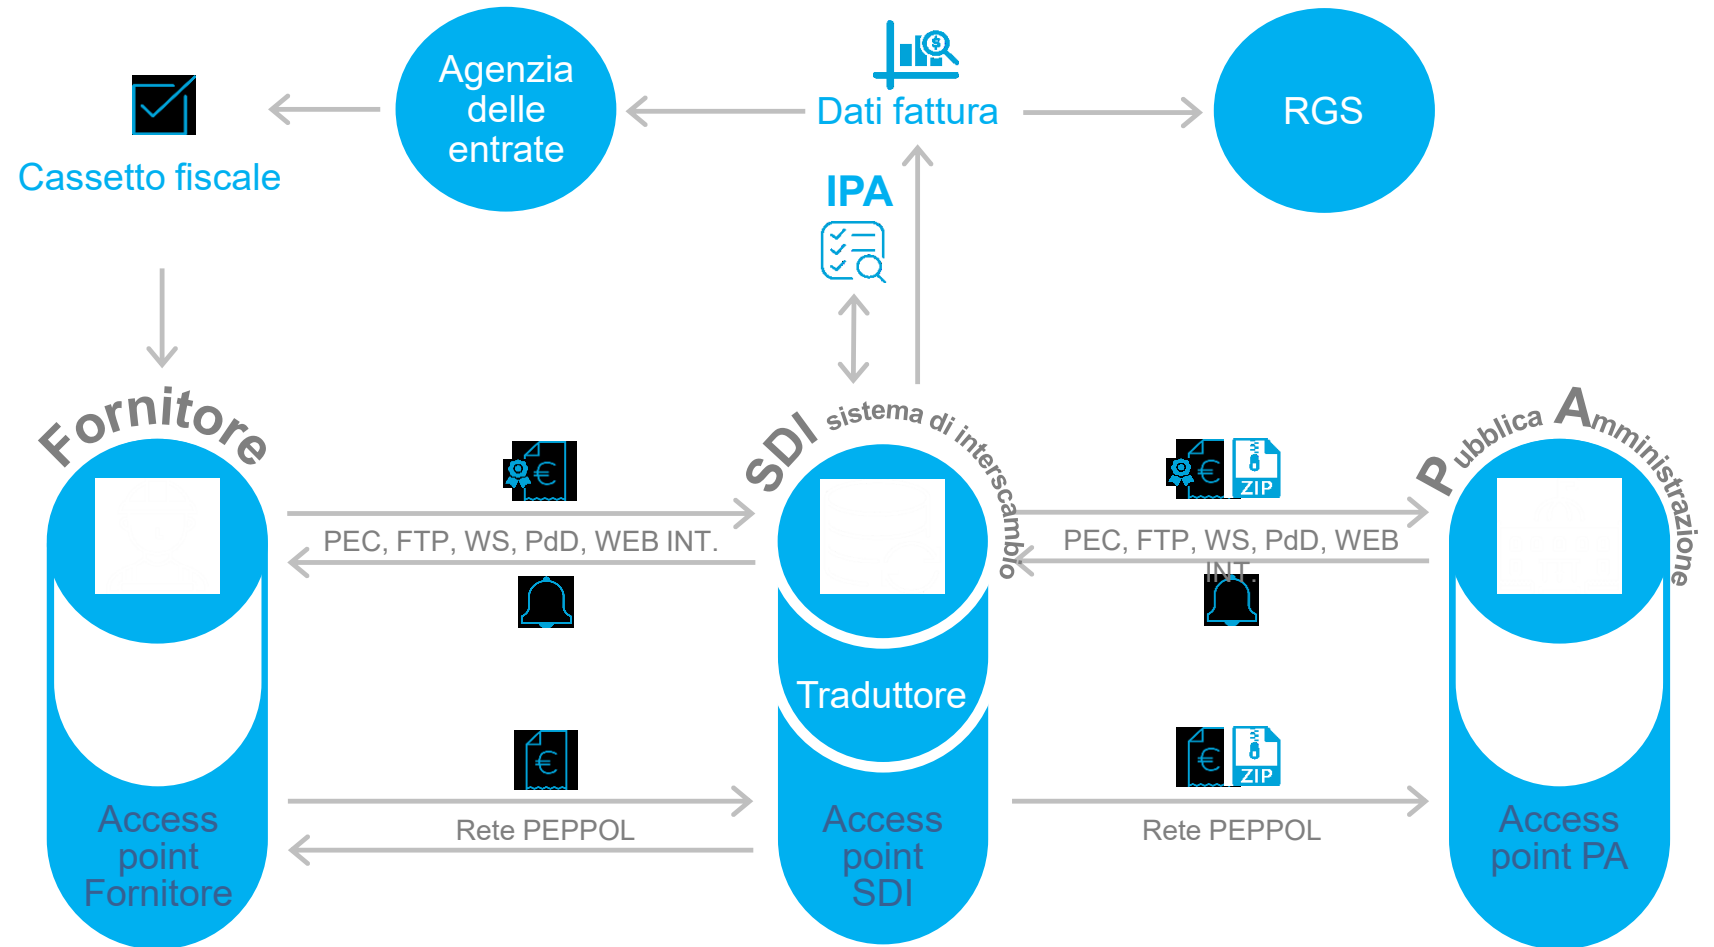 Agenzia
delle
entrate
Dati fattura
RGS
Cassetto fiscale
IPA
Fornitore
SDI sistema di interscambio
Pubblica Amministrazione
PEC, FTP, WS, PdD, WEB INT.
PEC, FTP, WS, PdD, WEB
INT.
ZIP
Traduttore
ZIP
Rete PEPPOL
Rete PEPPOL
Access
point
Fornitore
Access
point
SDI
Access
point PA